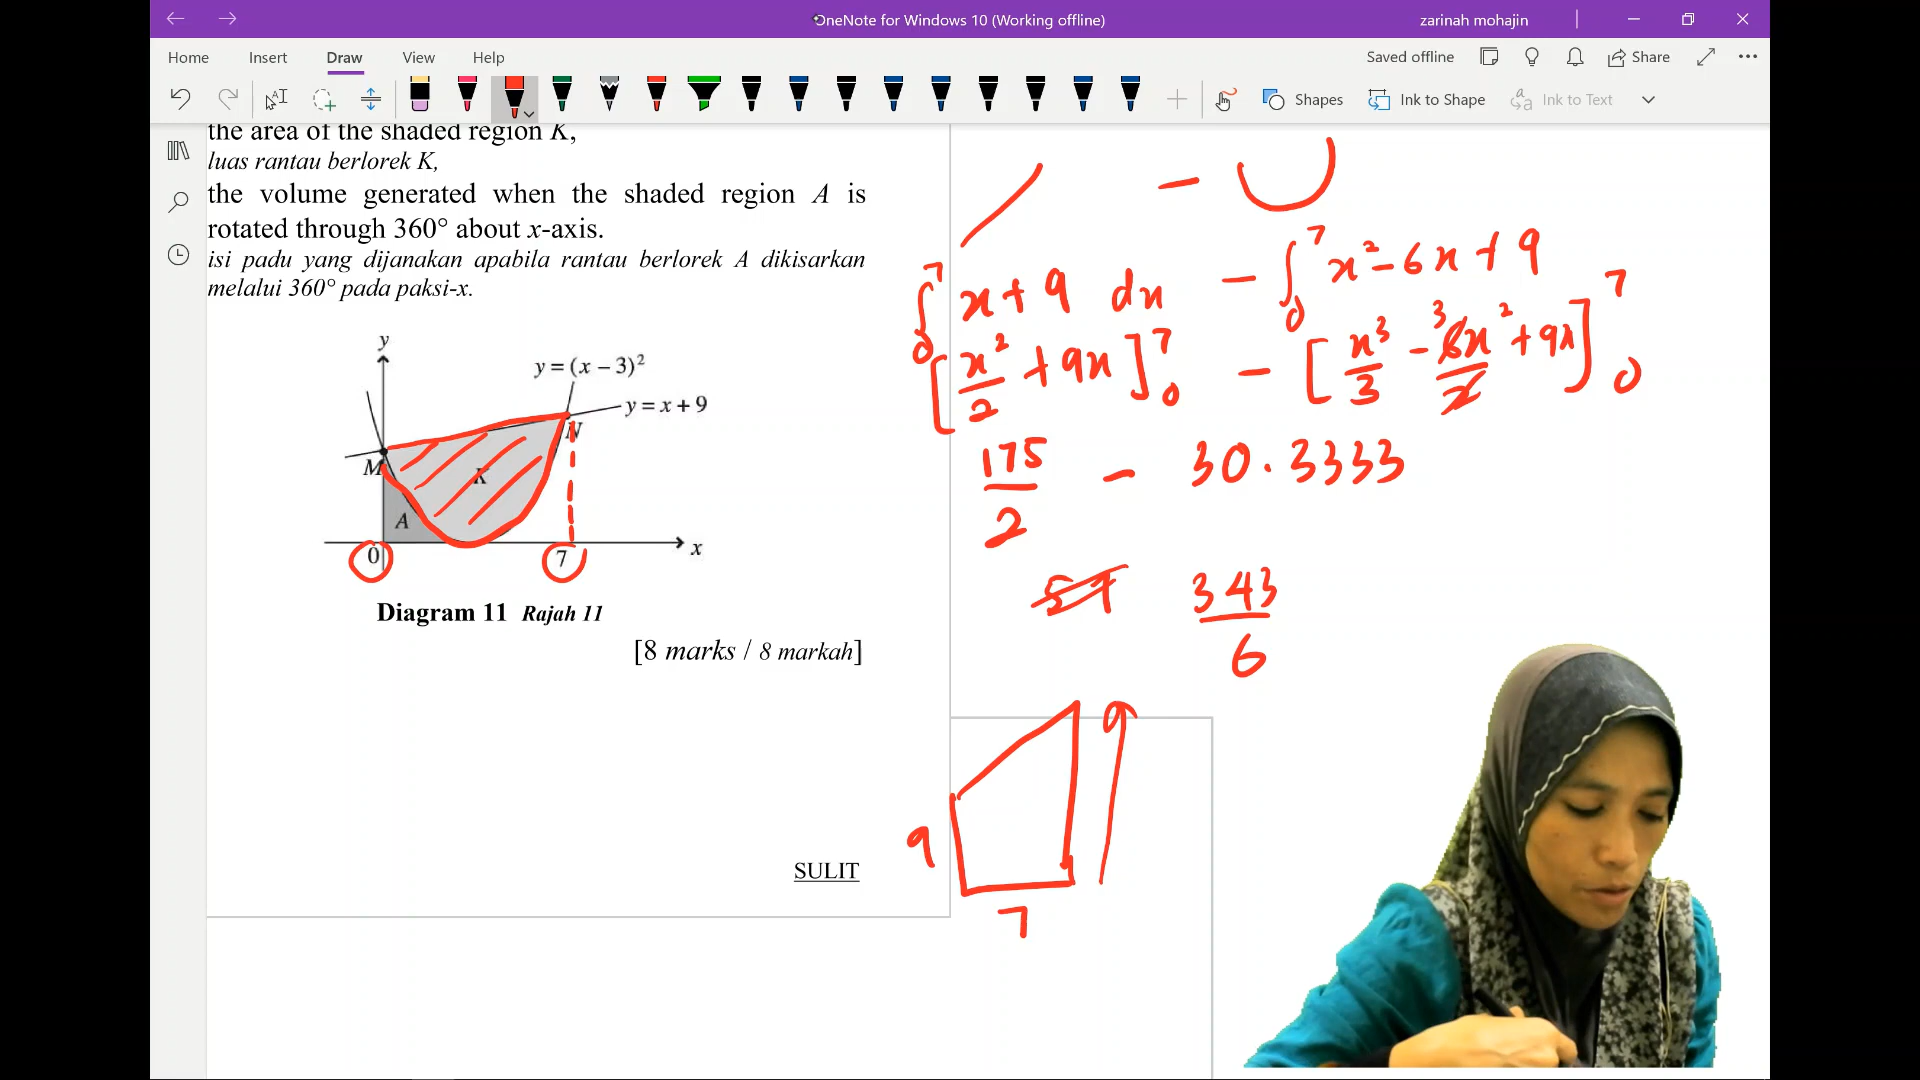 OneNote for Windows 10 (Working offline)
zarinah mohajin
Home Insert Draw View Help
Saved offline Share
Shapes Ink to Shape Ink to Text
the area of the shaded region K,
luas rantau berlorek K,
the volume generated when the shaded region A is
rotated through 360° about x-axis.
isi padu yang dijanakan apabila rantau berlorek A dikisarkan
melalui 360° pada paksi-x.
y
y = (x – 3)²
y = x + 9
N
M
K
A
0 7 x
Diagram 11 Rajah 11
[8 marks / 8 markah]
SULIT
−
∫₀⁷ x + 9 dx − ∫₀⁷ x² − 6x + 9
[x²/2 + 9x]₀⁷ − [x³/3 − 6x²/2 + 9x]₀⁷
3
175/2 − 30.3333
57 343/6
9
7